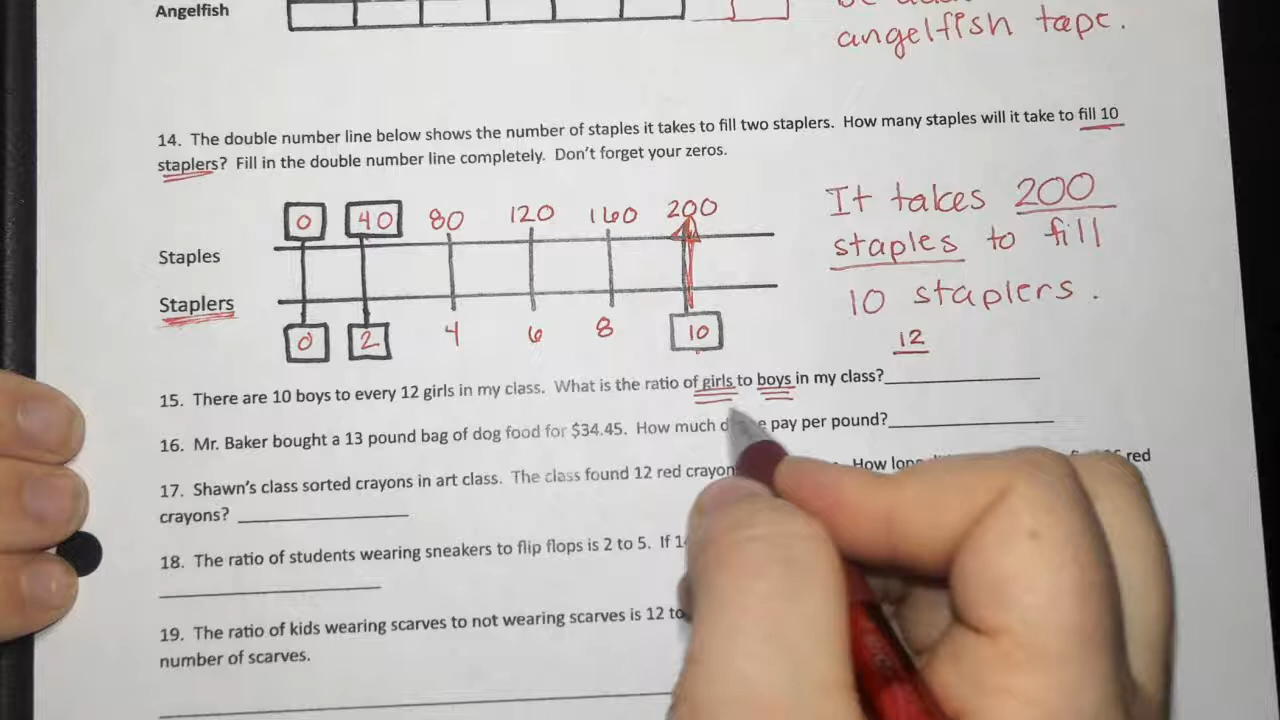 Angelfish
angelfish tape.
14. The double number line below shows the number of staples it takes to fill two staplers. How many staples will it take to fill 10
staplers? Fill in the double number line completely. Don't forget your zeros.
0 40 80 120 160 200
Staples
Staplers
0 2 4 6 8 10
It takes 200
staples to fill
10 staplers.
12
15. There are 10 boys to every 12 girls in my class. What is the ratio of girls to boys in my class?
16. Mr. Baker bought a 13 pound bag of dog food for $34.45. How much pay per pound?
17. Shawn's class sorted crayons in art class. The class found 12 red How red
crayons?
18. The ratio of students wearing sneakers to flip flops is 2 to 5. If
19. The ratio of kids wearing scarves to not wearing scarves is 12 to
number of scarves.